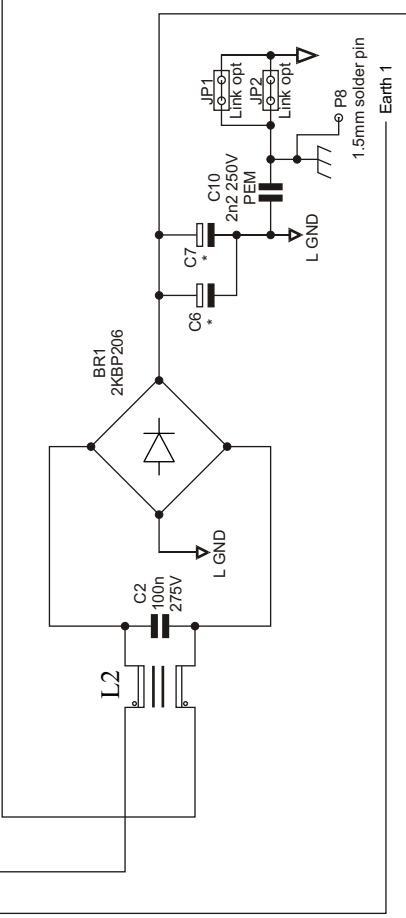 L2
C2
100n
275V
L GND
BR1
2KBP206
C6
*
C7
*
L GND
C10
2n2 250V
PEM
JP1
Link opt
JP2
Link opt
P8
1.5mm solder pin
Earth 1